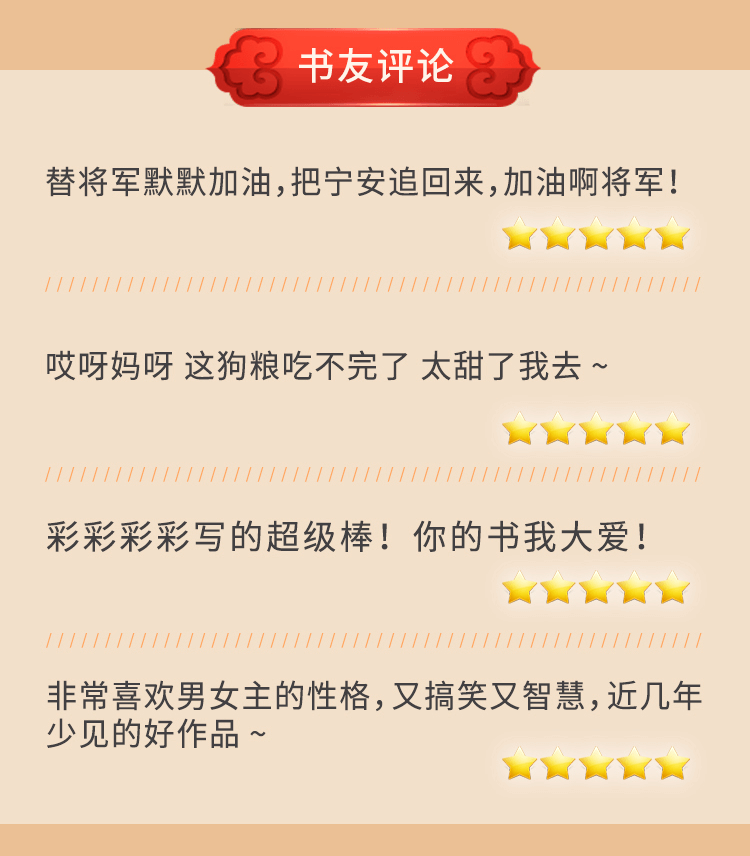 书友评论
替将军默默加油,把宁安追回来,加油啊将军!
哎呀妈呀 这狗粮吃不完了 太甜了我去 ~
彩彩彩彩写的超级棒! 你的书我大爱!
非常喜欢男女主的性格,又搞笑又智慧,近几年
少见的好作品 ~